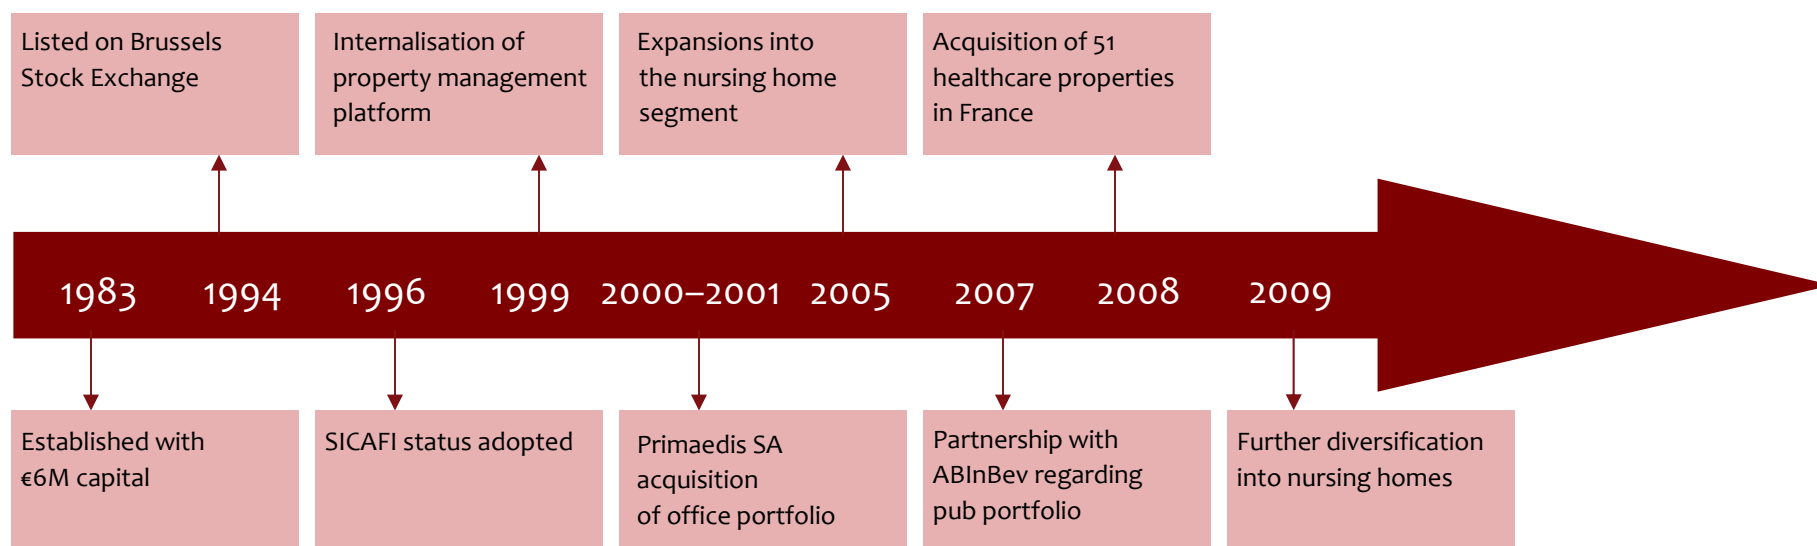 Listed on Brussels
Stock Exchange
Internalisation of
property management
platform
Expansions into
the nursing home
segment
Acquisition of 51
healthcare properties
in France
1983
1994
1996
1999
2000–2001
2005
2007
2008
2009
Established with
€6M capital
SICAFI status adopted
Primaedis SA
acquisition
of office portfolio
Partnership with
ABInBev regarding
pub portfolio
Further diversification
into nursing homes